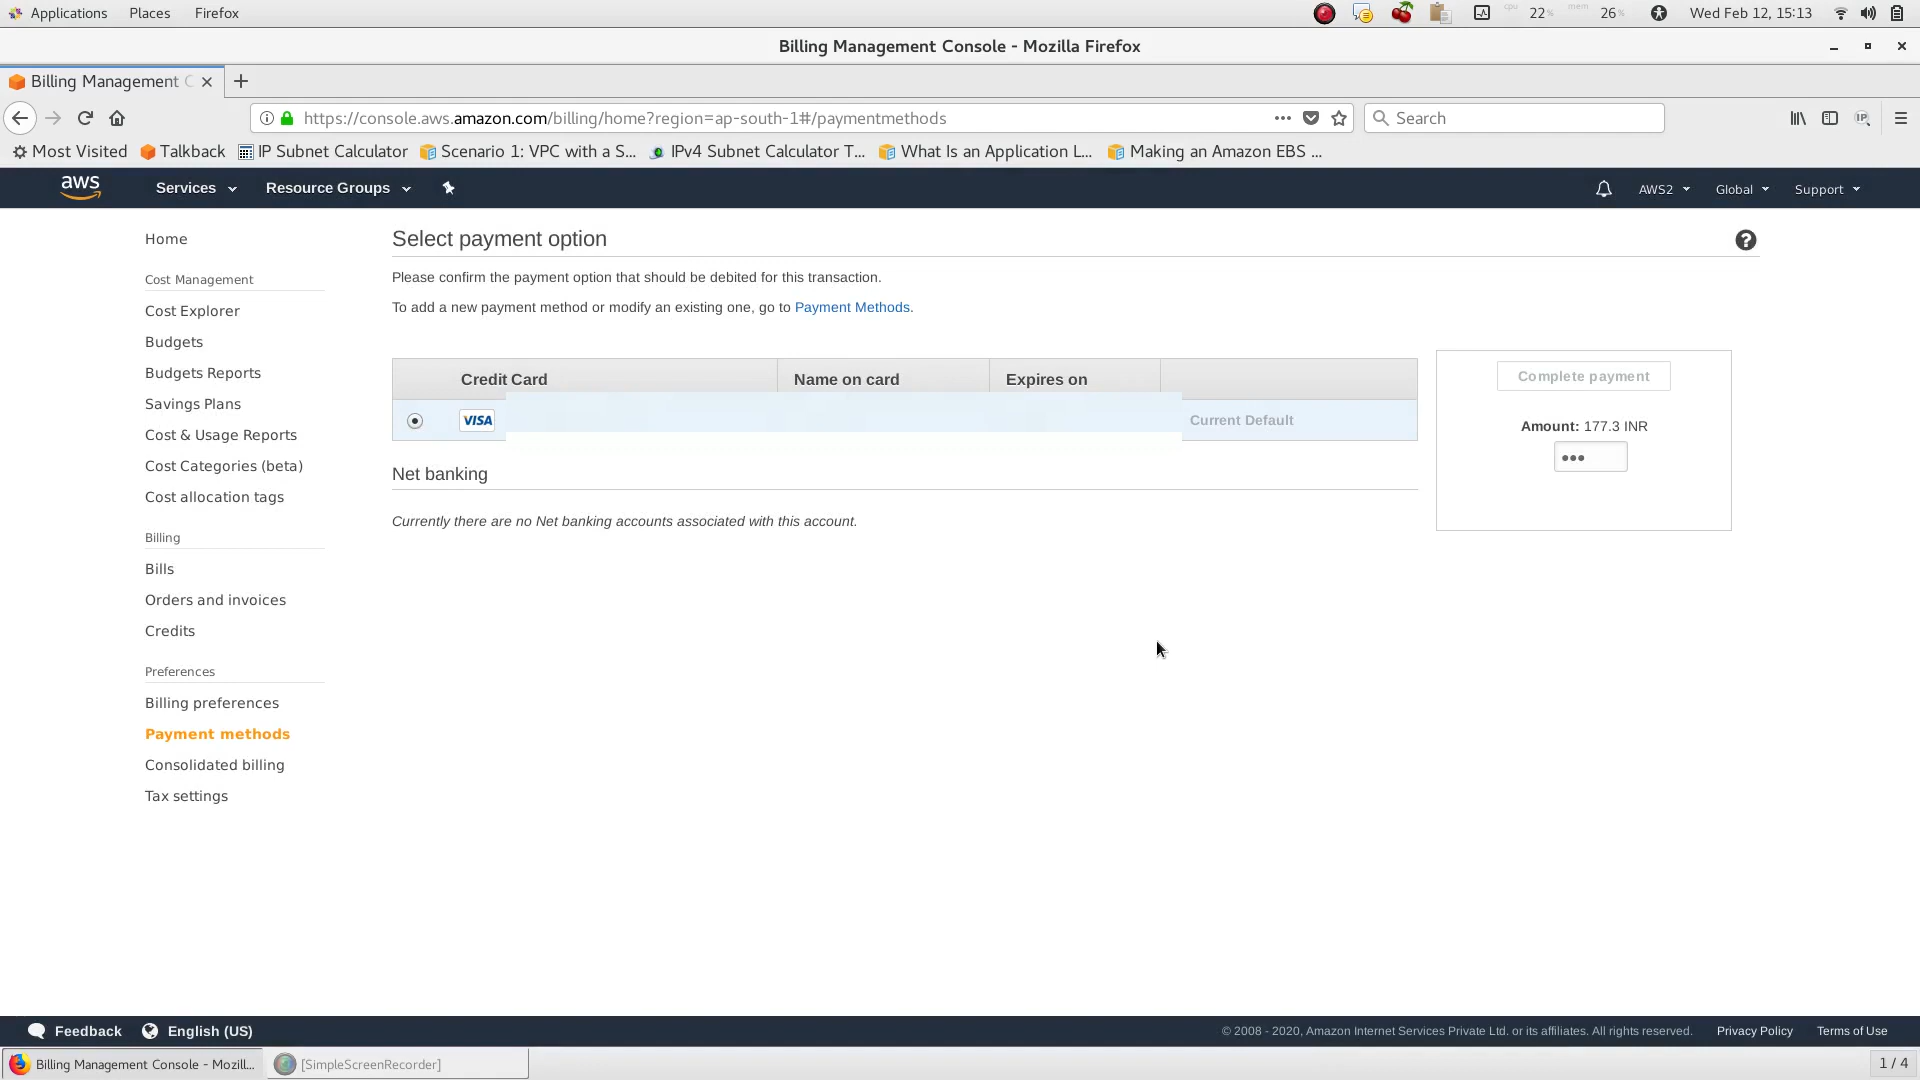 Applications Places Firefox cpu 22% mem 26% Wed Feb 12, 15:13
Billing Management Console - Mozilla Firefox
Billing Management C
https://console.aws.amazon.com/billing/home?region=ap-south-1#/paymentmethods Search
Most Visited Talkback IP Subnet Calculator Scenario 1: VPC with a S... IPv4 Subnet Calculator T... What Is an Application L... Making an Amazon EBS ...
aws Services Resource Groups AWS2 Global Support
Home
Cost Management
Cost Explorer
Budgets
Budgets Reports
Savings Plans
Cost & Usage Reports
Cost Categories (beta)
Cost allocation tags
Billing
Bills
Orders and invoices
Credits
Preferences
Billing preferences
Payment methods
Consolidated billing
Tax settings
Select payment option
Please confirm the payment option that should be debited for this transaction.
To add a new payment method or modify an existing one, go to Payment Methods.
Credit Card Name on card Expires on
VISA Current Default
Net banking
Currently there are no Net banking accounts associated with this account.
Complete payment
Amount: 177.3 INR
•••
Feedback English (US) © 2008 - 2020, Amazon Internet Services Private Ltd. or its affiliates. All rights reserved. Privacy Policy Terms of Use
Billing Management Console - Mozill... [SimpleScreenRecorder] 1 / 4